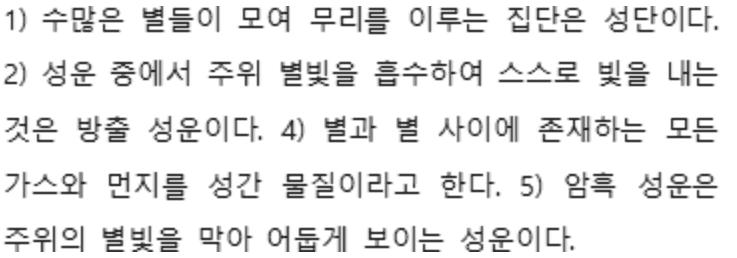 1) 수많은 별들이 모여 무리를 이루는 집단은 성단이다.
2) 성운 중에서 주위 별빛을 흡수하여 스스로 빛을 내는
것은 방출 성운이다. 4) 별과 별 사이에 존재하는 모든
가스와 먼지를 성간 물질이라고 한다. 5) 암흑 성운은
주위의 별빛을 막아 어둡게 보이는 성운이다.